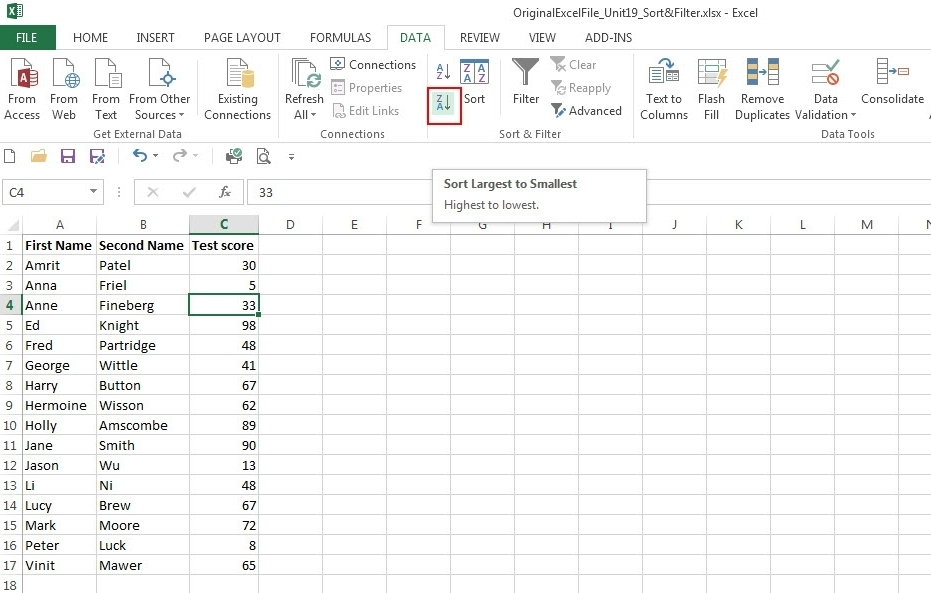 OriginalExcelFile_Unit19_Sort&Filter.xlsx - Excel
FILE HOME INSERT PAGE LAYOUT FORMULAS DATA REVIEW VIEW ADD-INS
From Access
From Web
From Text
From Other Sources
Existing Connections
Get External Data
Refresh All
Connections
Properties
Edit Links
Connections
Sort
Filter
Clear
Reapply
Advanced
Sort & Filter
Text to Columns
Flash Fill
Remove Duplicates
Data Validation
Consolidate
Data Tools
C4 fx 33
Sort Largest to Smallest
Highest to lowest.
A B C D E F G H I J K L M
1 First Name Second Name Test score
2 Amrit Patel 30
3 Anna Friel 5
4 Anne Fineberg 33
5 Ed Knight 98
6 Fred Partridge 48
7 George Wittle 41
8 Harry Button 67
9 Hermoine Wisson 62
10 Holly Amscombe 89
11 Jane Smith 90
12 Jason Wu 13
13 Li Ni 48
14 Lucy Brew 67
15 Mark Moore 72
16 Peter Luck 8
17 Vinit Mawer 65
18